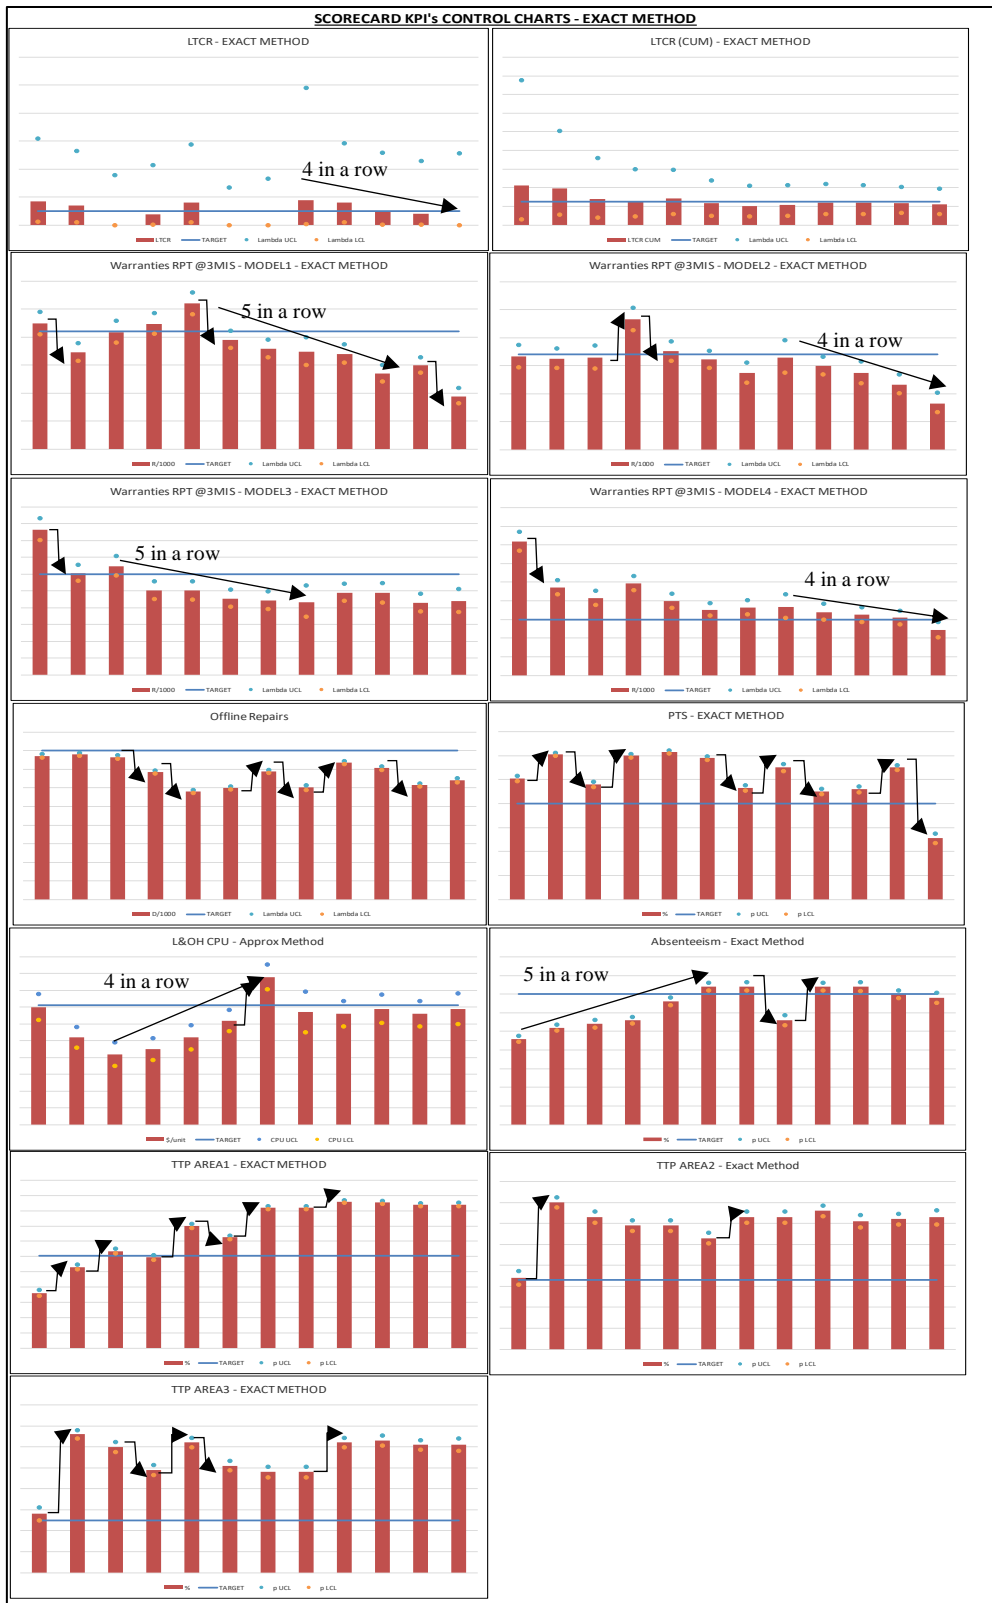 SCORECARD KPI's CONTROL CHARTS - EXACT METHOD
LTCR - EXACT METHOD
4 in a row
LTCR TARGET Lambda UCL Lambda LCL
LTCR (CUM) - EXACT METHOD
LTCR CUM TARGET Lambda UCL Lambda LCL
Warranties RPT @3MIS - MODEL1 - EXACT METHOD
5 in a row
R/1000 TARGET Lambda UCL Lambda LCL
Warranties RPT @3MIS - MODEL2 - EXACT METHOD
4 in a row
R/1000 TARGET Lambda UCL Lambda LCL
Warranties RPT @3MIS - MODEL3 - EXACT METHOD
5 in a row
R/1000 TARGET Lambda UCL Lambda LCL
Warranties RPT @3MIS - MODEL4 - EXACT METHOD
4 in a row
R/1000 TARGET Lambda UCL Lambda LCL
Offline Repairs
D/1000 TARGET Lambda UCL Lambda LCL
PTS - EXACT METHOD
% TARGET p UCL p LCL
L&OH CPU - Approx Method
4 in a row
$/unit TARGET CPU UCL CPU LCL
Absenteeism - Exact Method
5 in a row
% TARGET p UCL p LCL
TTP AREA1 - EXACT METHOD
% TARGET p UCL p LCL
TTP AREA2 - Exact Method
% TARGET p UCL p LCL
TTP AREA3 - EXACT METHOD
% TARGET p UCL p LCL